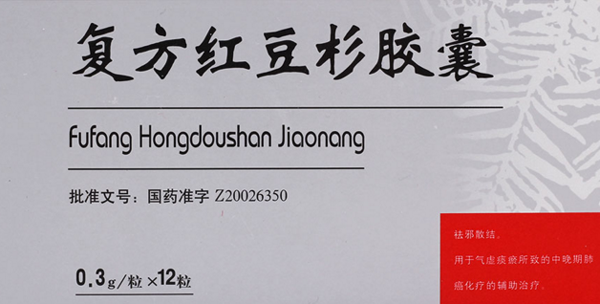 复方红豆杉胶囊
Fufang Hongdoushan Jiaonang
批准文号：国药准字 Z20026350
0.3g/粒×12粒
祛邪散结。
用于气虚痰瘀所致的中晚期肺
癌化疗的辅助治疗。